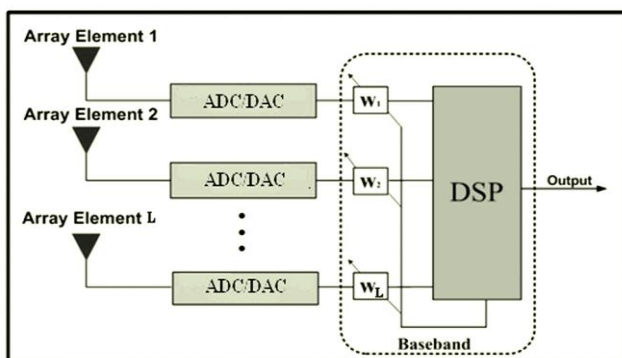 Array Element 1
ADC/DAC
W1
Array Element 2
ADC/DAC
W2
DSP
Output
Array Element L
ADC/DAC
WL
Baseband